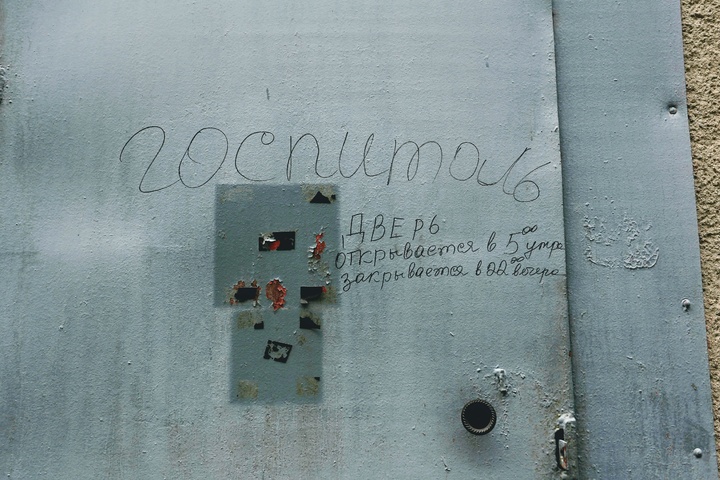 госпиталь
ДВЕРЬ
открывается в 5⁰⁰ утра
закрывается в 22⁰⁰ вечера